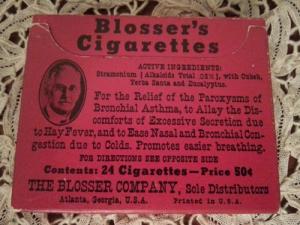 Blosser's
Cigarettes
ACTIVE INGREDIENTS:
Stramonium [Alkaloids Total .08%], with Cubeb,
Yerba Santa and Eucalyptus.
For the Relief of the Paroxysms of
Bronchial Asthma, to Allay the Dis-
comforts of Excessive Secretion due
to Hay Fever, and to Ease Nasal and Bronchial Con-
gestion due to Colds. Promotes easier breathing.
FOR DIRECTIONS SEE OPPOSITE SIDE
Contents: 24 Cigarettes—Price 50¢
THE BLOSSER COMPANY, Sole Distributors
Atlanta, Georgia, U.S.A. Printed in U.S.A.